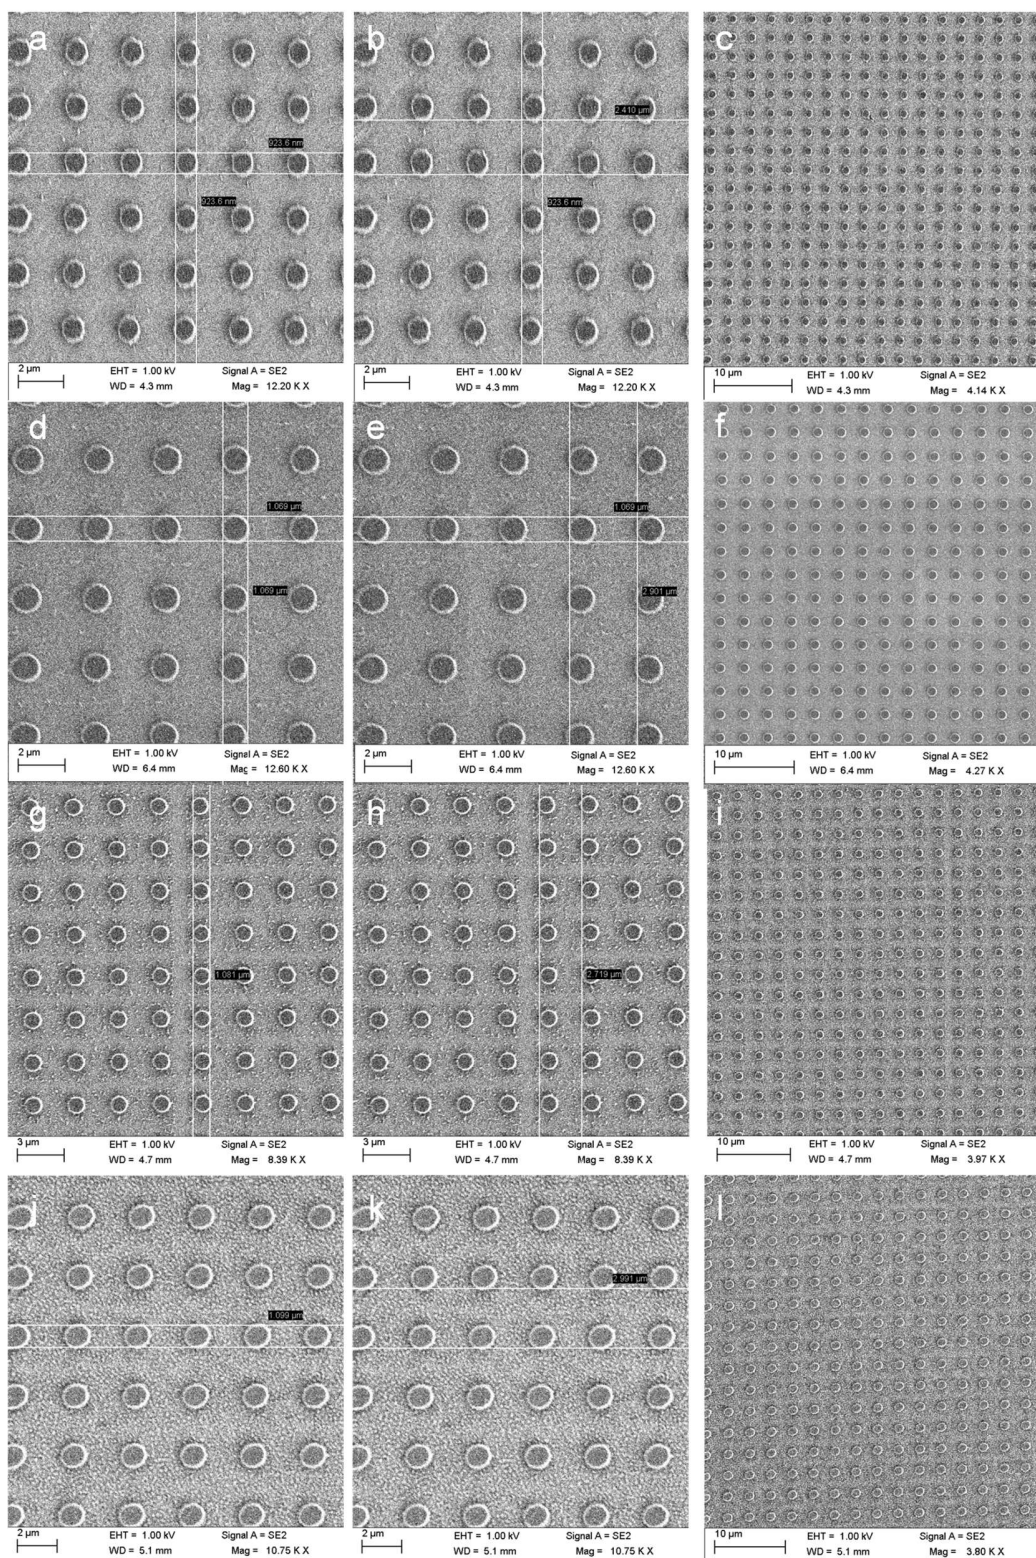 a
923.6 nm
923.6 nm
2 µm
EHT = 1.00 kV
Signal A = SE2
WD = 4.3 mm
Mag = 12.20 K X
b
2.410 µm
923.6 nm
2 µm
EHT = 1.00 kV
Signal A = SE2
WD = 4.3 mm
Mag = 12.20 K X
c
10 µm
EHT = 1.00 kV
Signal A = SE2
WD = 4.3 mm
Mag = 4.14 K X
d
1.069 µm
1.069 µm
2 µm
EHT = 1.00 kV
Signal A = SE2
WD = 6.4 mm
Mag = 12.60 K X
e
1.069 µm
2.901 µm
2 µm
EHT = 1.00 kV
Signal A = SE2
WD = 6.4 mm
Mag = 12.60 K X
f
10 µm
EHT = 1.00 kV
Signal A = SE2
WD = 6.4 mm
Mag = 4.27 K X
g
1.081 µm
3 µm
EHT = 1.00 kV
Signal A = SE2
WD = 4.7 mm
Mag = 8.39 K X
h
2.719 µm
3 µm
EHT = 1.00 kV
Signal A = SE2
WD = 4.7 mm
Mag = 8.39 K X
i
10 µm
EHT = 1.00 kV
Signal A = SE2
WD = 4.7 mm
Mag = 3.97 K X
j
1.099 µm
2 µm
EHT = 1.00 kV
Signal A = SE2
WD = 5.1 mm
Mag = 10.75 K X
k
2.991 µm
2 µm
EHT = 1.00 kV
Signal A = SE2
WD = 5.1 mm
Mag = 10.75 K X
l
10 µm
EHT = 1.00 kV
Signal A = SE2
WD = 5.1 mm
Mag = 3.80 K X